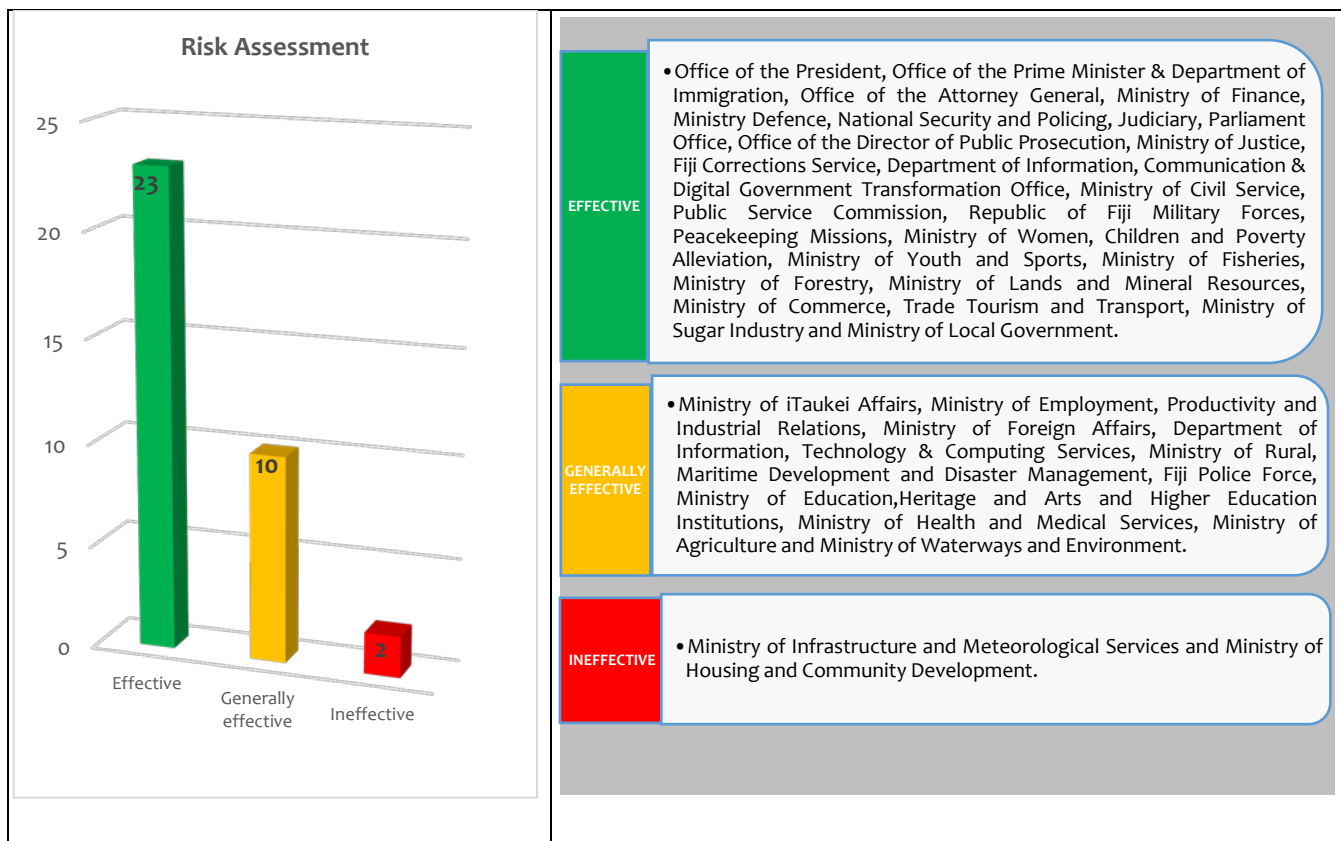 Risk Assessment
25
20
15
10
5
0
23
10
2
Effective
Generally
effective
Ineffective
EFFECTIVE
•Office of the President, Office of the Prime Minister & Department of
Immigration, Office of the Attorney General, Ministry of Finance,
Ministry Defence, National Security and Policing, Judiciary, Parliament
Office, Office of the Director of Public Prosecution, Ministry of Justice,
Fiji Corrections Service, Department of Information, Communication &
Digital Government Transformation Office, Ministry of Civil Service,
Public Service Commission, Republic of Fiji Military Forces,
Peacekeeping Missions, Ministry of Women, Children and Poverty
Alleviation, Ministry of Youth and Sports, Ministry of Fisheries,
Ministry of Forestry, Ministry of Lands and Mineral Resources,
Ministry of Commerce, Trade Tourism and Transport, Ministry of
Sugar Industry and Ministry of Local Government.
GENERALLY
EFFECTIVE
•Ministry of iTaukei Affairs, Ministry of Employment, Productivity and
Industrial Relations, Ministry of Foreign Affairs, Department of
Information, Technology & Computing Services, Ministry of Rural,
Maritime Development and Disaster Management, Fiji Police Force,
Ministry of Education,Heritage and Arts and Higher Education
Institutions, Ministry of Health and Medical Services, Ministry of
Agriculture and Ministry of Waterways and Environment.
INEFFECTIVE
•Ministry of Infrastructure and Meteorological Services and Ministry of
Housing and Community Development.